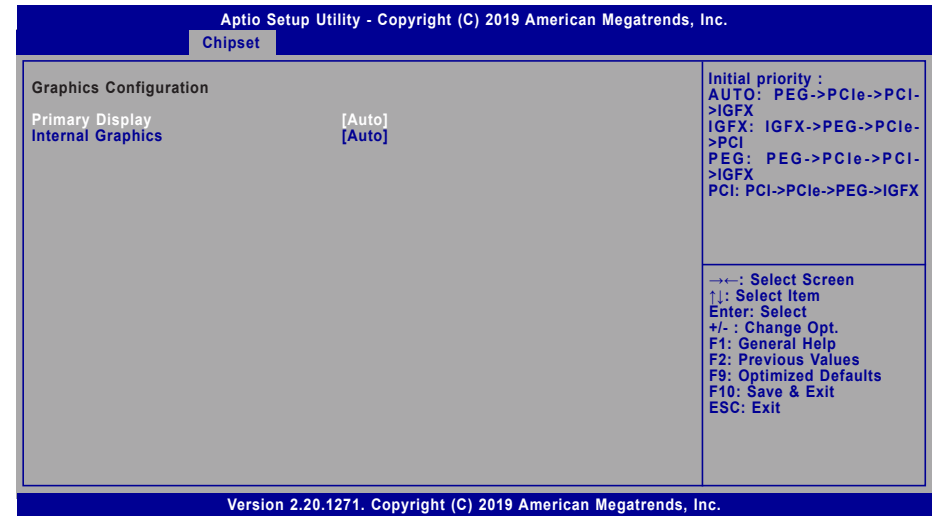 Aptio Setup Utility - Copyright (C) 2019 American Megatrends, Inc.
Chipset
Graphics Configuration
Primary Display [Auto]
Internal Graphics [Auto]
Initial priority :
AUTO: PEG->PCIe->PCI-
>IGFX
IGFX: IGFX->PEG->PCIe-
>PCI
PEG: PEG->PCIe->PCI-
>IGFX
PCI: PCI->PCIe->PEG->IGFX
→←: Select Screen
↑↓: Select Item
Enter: Select
+/- : Change Opt.
F1: General Help
F2: Previous Values
F9: Optimized Defaults
F10: Save & Exit
ESC: Exit
Version 2.20.1271. Copyright (C) 2019 American Megatrends, Inc.